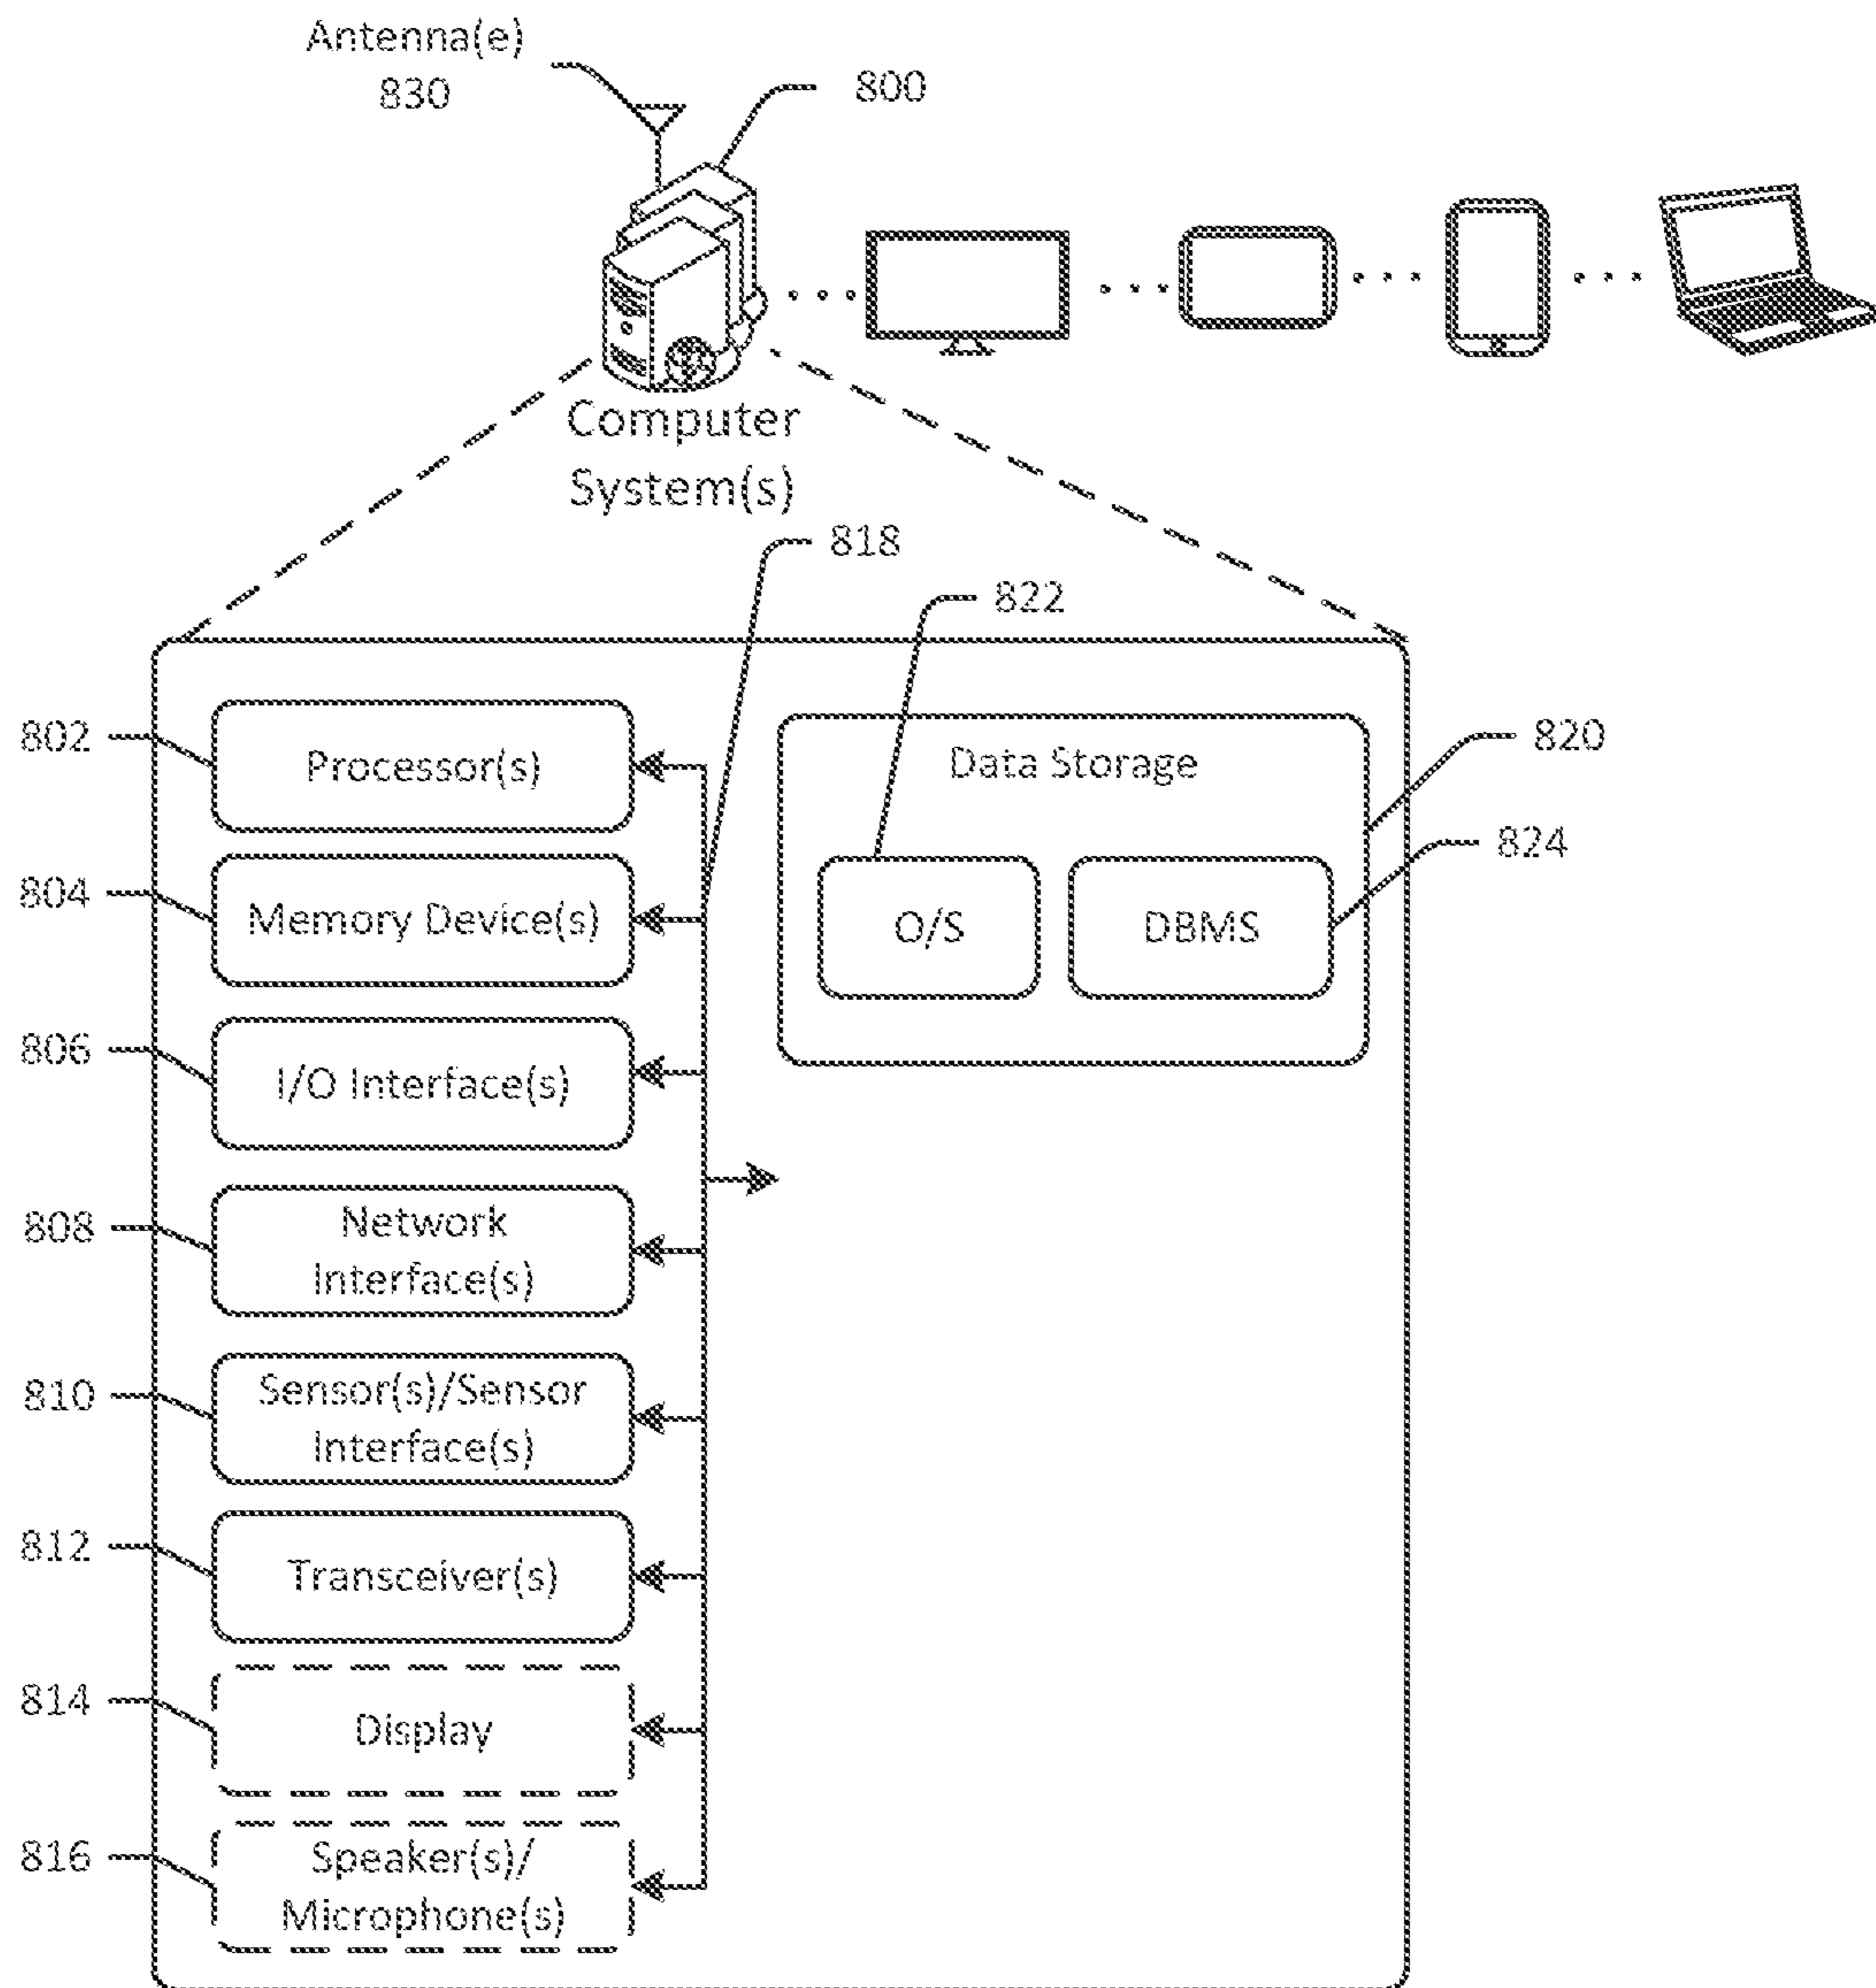 Antenna(e)
830
800
Computer
System(s)
818
822
802
Processor(s)
Data Storage
820
824
804
Memory Device(s)
O/S
DBMS
806
I/O Interface(s)
808
Network
Interface(s)
810
Sensor(s)/Sensor
Interface(s)
812
Transceiver(s)
814
Display
816
Speaker(s)/
Microphone(s)